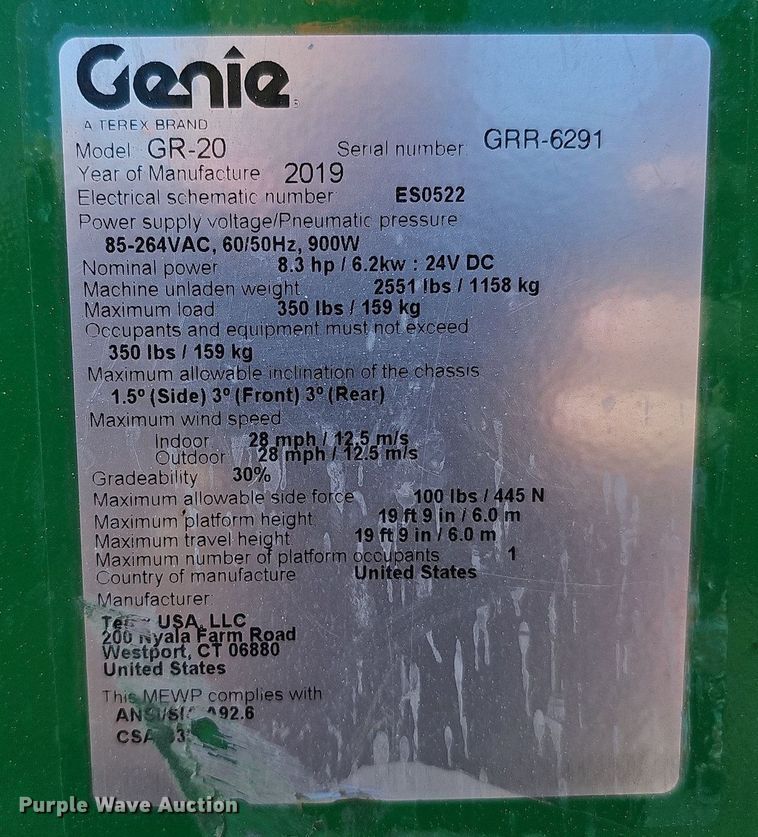 Genie
A TEREX BRAND
Model GR-20 Serial number: GRR-6291
Year of Manufacture 2019
Electrical schematic number ES0522
Power supply voltage/Pneumatic pressure
85-264VAC, 60/50Hz, 900W
Nominal power 8.3 hp / 6.2kw : 24V DC
Machine unladen weight 2551 lbs / 1158 kg
Maximum load: 350 lbs / 159 kg
Occupants and equipment must not exceed
350 lbs / 159 kg
Maximum allowable inclination of the chassis
1.5º (Side) 3º (Front) 3º (Rear)
Maximum wind speed
Indoor 28 mph / 12.5 m/s
Outdoor 28 mph / 12.5 m/s
Gradeability 30%
Maximum allowable side force 100 lbs / 445 N
Maximum platform height: 19 ft 9 in / 6.0 m
Maximum travel height 19 ft 9 in / 6.0 m
Maximum number of platform occupants 1
Country of manufacture United States
Manufacturer:
USA, LLC
200 Nyala Farm Road
Westport, CT 06880
United States
This MEWP complies with
A92.6
Purple Wave Auction